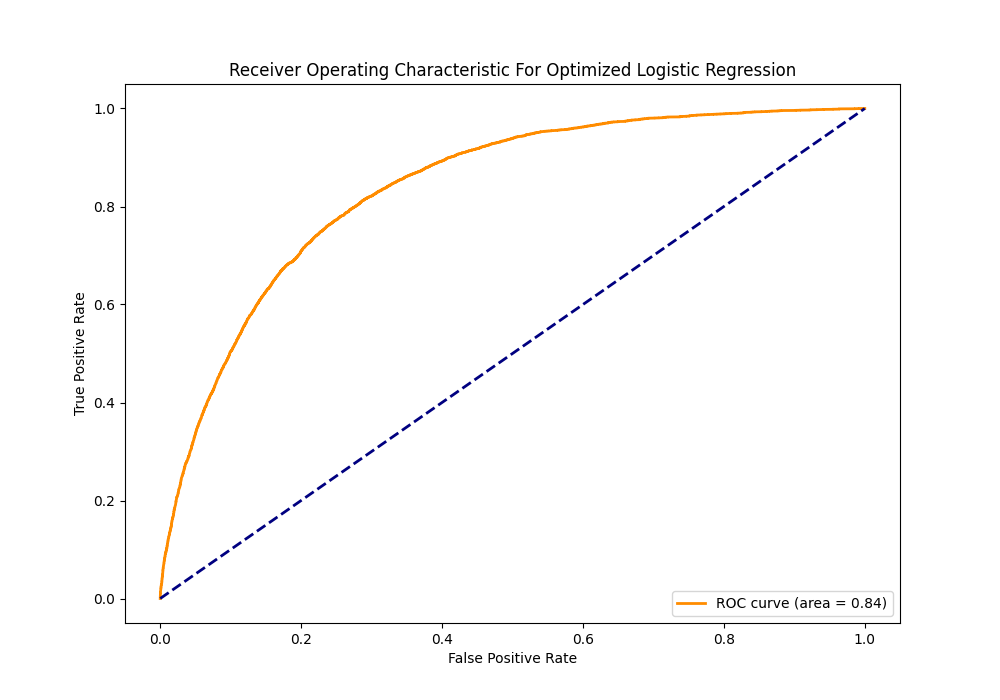 Receiver Operating Characteristic For Optimized Logistic Regression
1.0
0.8
0.6
0.4
0.2
0.0
True Positive Rate
ROC curve (area = 0.84)
0.0 0.2 0.4 0.6 0.8 1.0
False Positive Rate